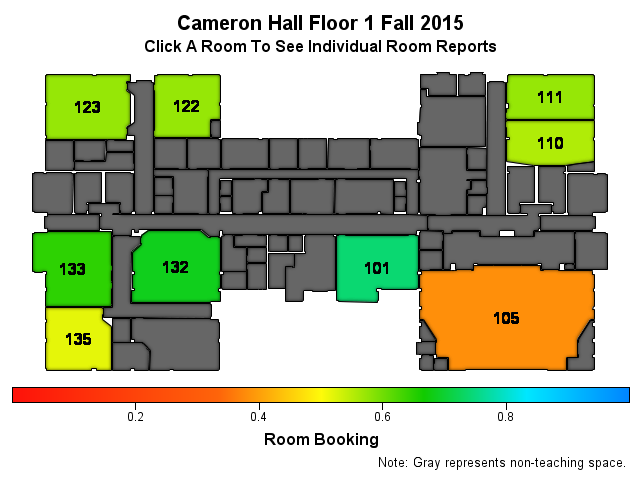 Cameron Hall Floor 1 Fall 2015
Click A Room To See Individual Room Reports
123
122
111
110
133
132
101
105
135
0.2 0.4 0.6 0.8
Room Booking
Note: Gray represents non-teaching space.